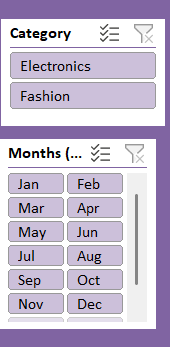 Category
Electronics
Fashion
Months (...
Jan Feb
Mar Apr
May Jun
Jul Aug
Sep Oct
Nov Dec